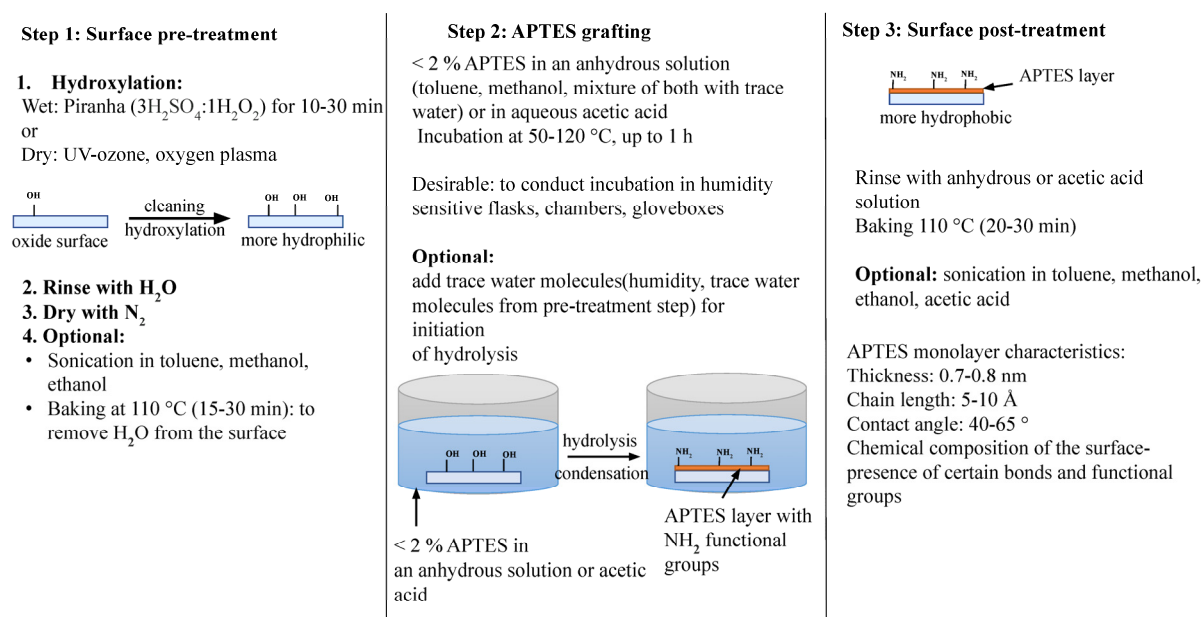 Step 1: Surface pre-treatment
1. Hydroxylation:
Wet: Piranha (3H₂SO₄:1H₂O₂) for 10-30 min
or
Dry: UV-ozone, oxygen plasma
OH
oxide surface
cleaning
hydroxylation
OH OH OH
more hydrophilic
2. Rinse with H₂O
3. Dry with N₂
4. Optional:
• Sonication in toluene, methanol,
ethanol
• Baking at 110 °C (15-30 min): to
remove H₂O from the surface
Step 2: APTES grafting
< 2 % APTES in an anhydrous solution
(toluene, methanol, mixture of both with trace
water) or in aqueous acetic acid
Incubation at 50-120 °C, up to 1 h
Desirable: to conduct incubation in humidity
sensitive flasks, chambers, gloveboxes
Optional:
add trace water molecules(humidity, trace water
molecules from pre-treatment step) for
initiation
of hydrolysis
OH OH OH
hydrolysis
condensation
NH₂ NH₂ NH₂
< 2 % APTES in
an anhydrous solution or acetic
acid
APTES layer with
NH₂ functional
groups
Step 3: Surface post-treatment
NH₂ NH₂ NH₂
APTES layer
more hydrophobic
Rinse with anhydrous or acetic acid
solution
Baking 110 °C (20-30 min)
Optional: sonication in toluene, methanol,
ethanol, acetic acid
APTES monolayer characteristics:
Thickness: 0.7-0.8 nm
Chain length: 5-10 Å
Contact angle: 40-65 °
Chemical composition of the surface-
presence of certain bonds and functional
groups